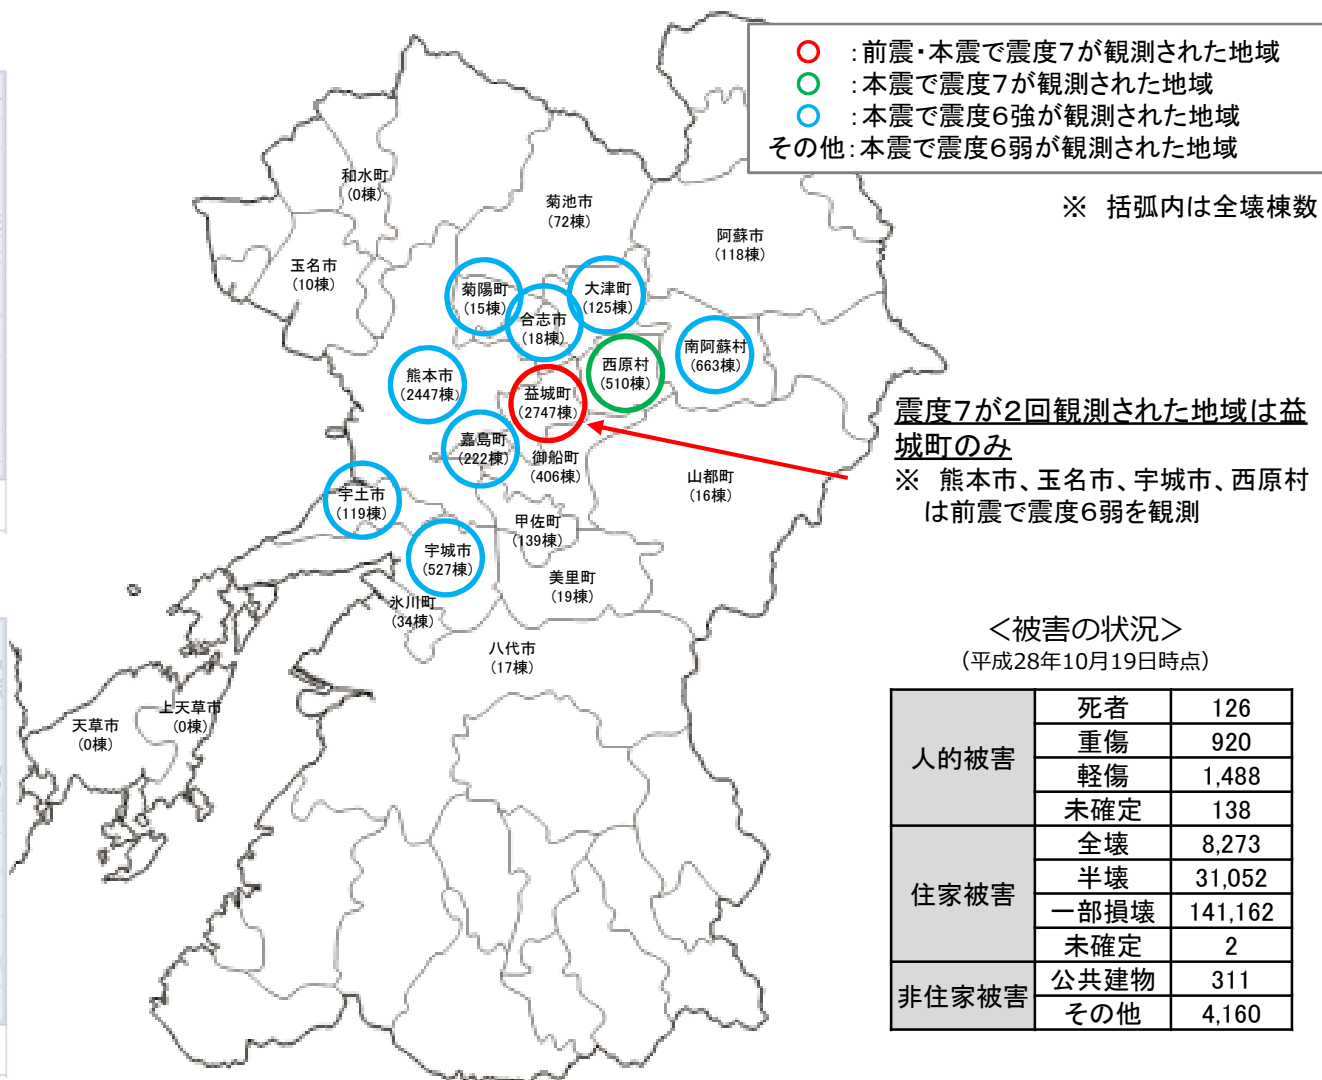 ：前震・本震で震度７が観測された地域
：本震で震度７が観測された地域
：本震で震度６強が観測された地域
その他：本震で震度６弱が観測された地域
※　括弧内は全壊棟数
和水町
(0棟)
菊池市
(72棟)
阿蘇市
(118棟)
玉名市
(10棟)
菊陽町
(15棟)
大津町
(125棟)
合志市
(18棟)
南阿蘇村
(663棟)
西原村
(510棟)
熊本市
(2447棟)
益城町
(2747棟)
嘉島町
(222棟)
御船町
(406棟)
山都町
(16棟)
宇土市
(119棟)
甲佐町
(139棟)
宇城市
(527棟)
美里町
(19棟)
氷川町
(34棟)
八代市
(17棟)
上天草市
(0棟)
天草市
(0棟)
震度７が２回観測された地域は益
城町のみ
※　熊本市、玉名市、宇城市、西原村
は前震で震度６弱を観測
＜被害の状況＞
（平成28年10月19日時点）
人的被害
死者 126
重傷 920
軽傷 1,488
未確定 138
住家被害
全壊 8,273
半壊 31,052
一部損壊 141,162
未確定 2
非住家被害
公共建物 311
その他 4,160